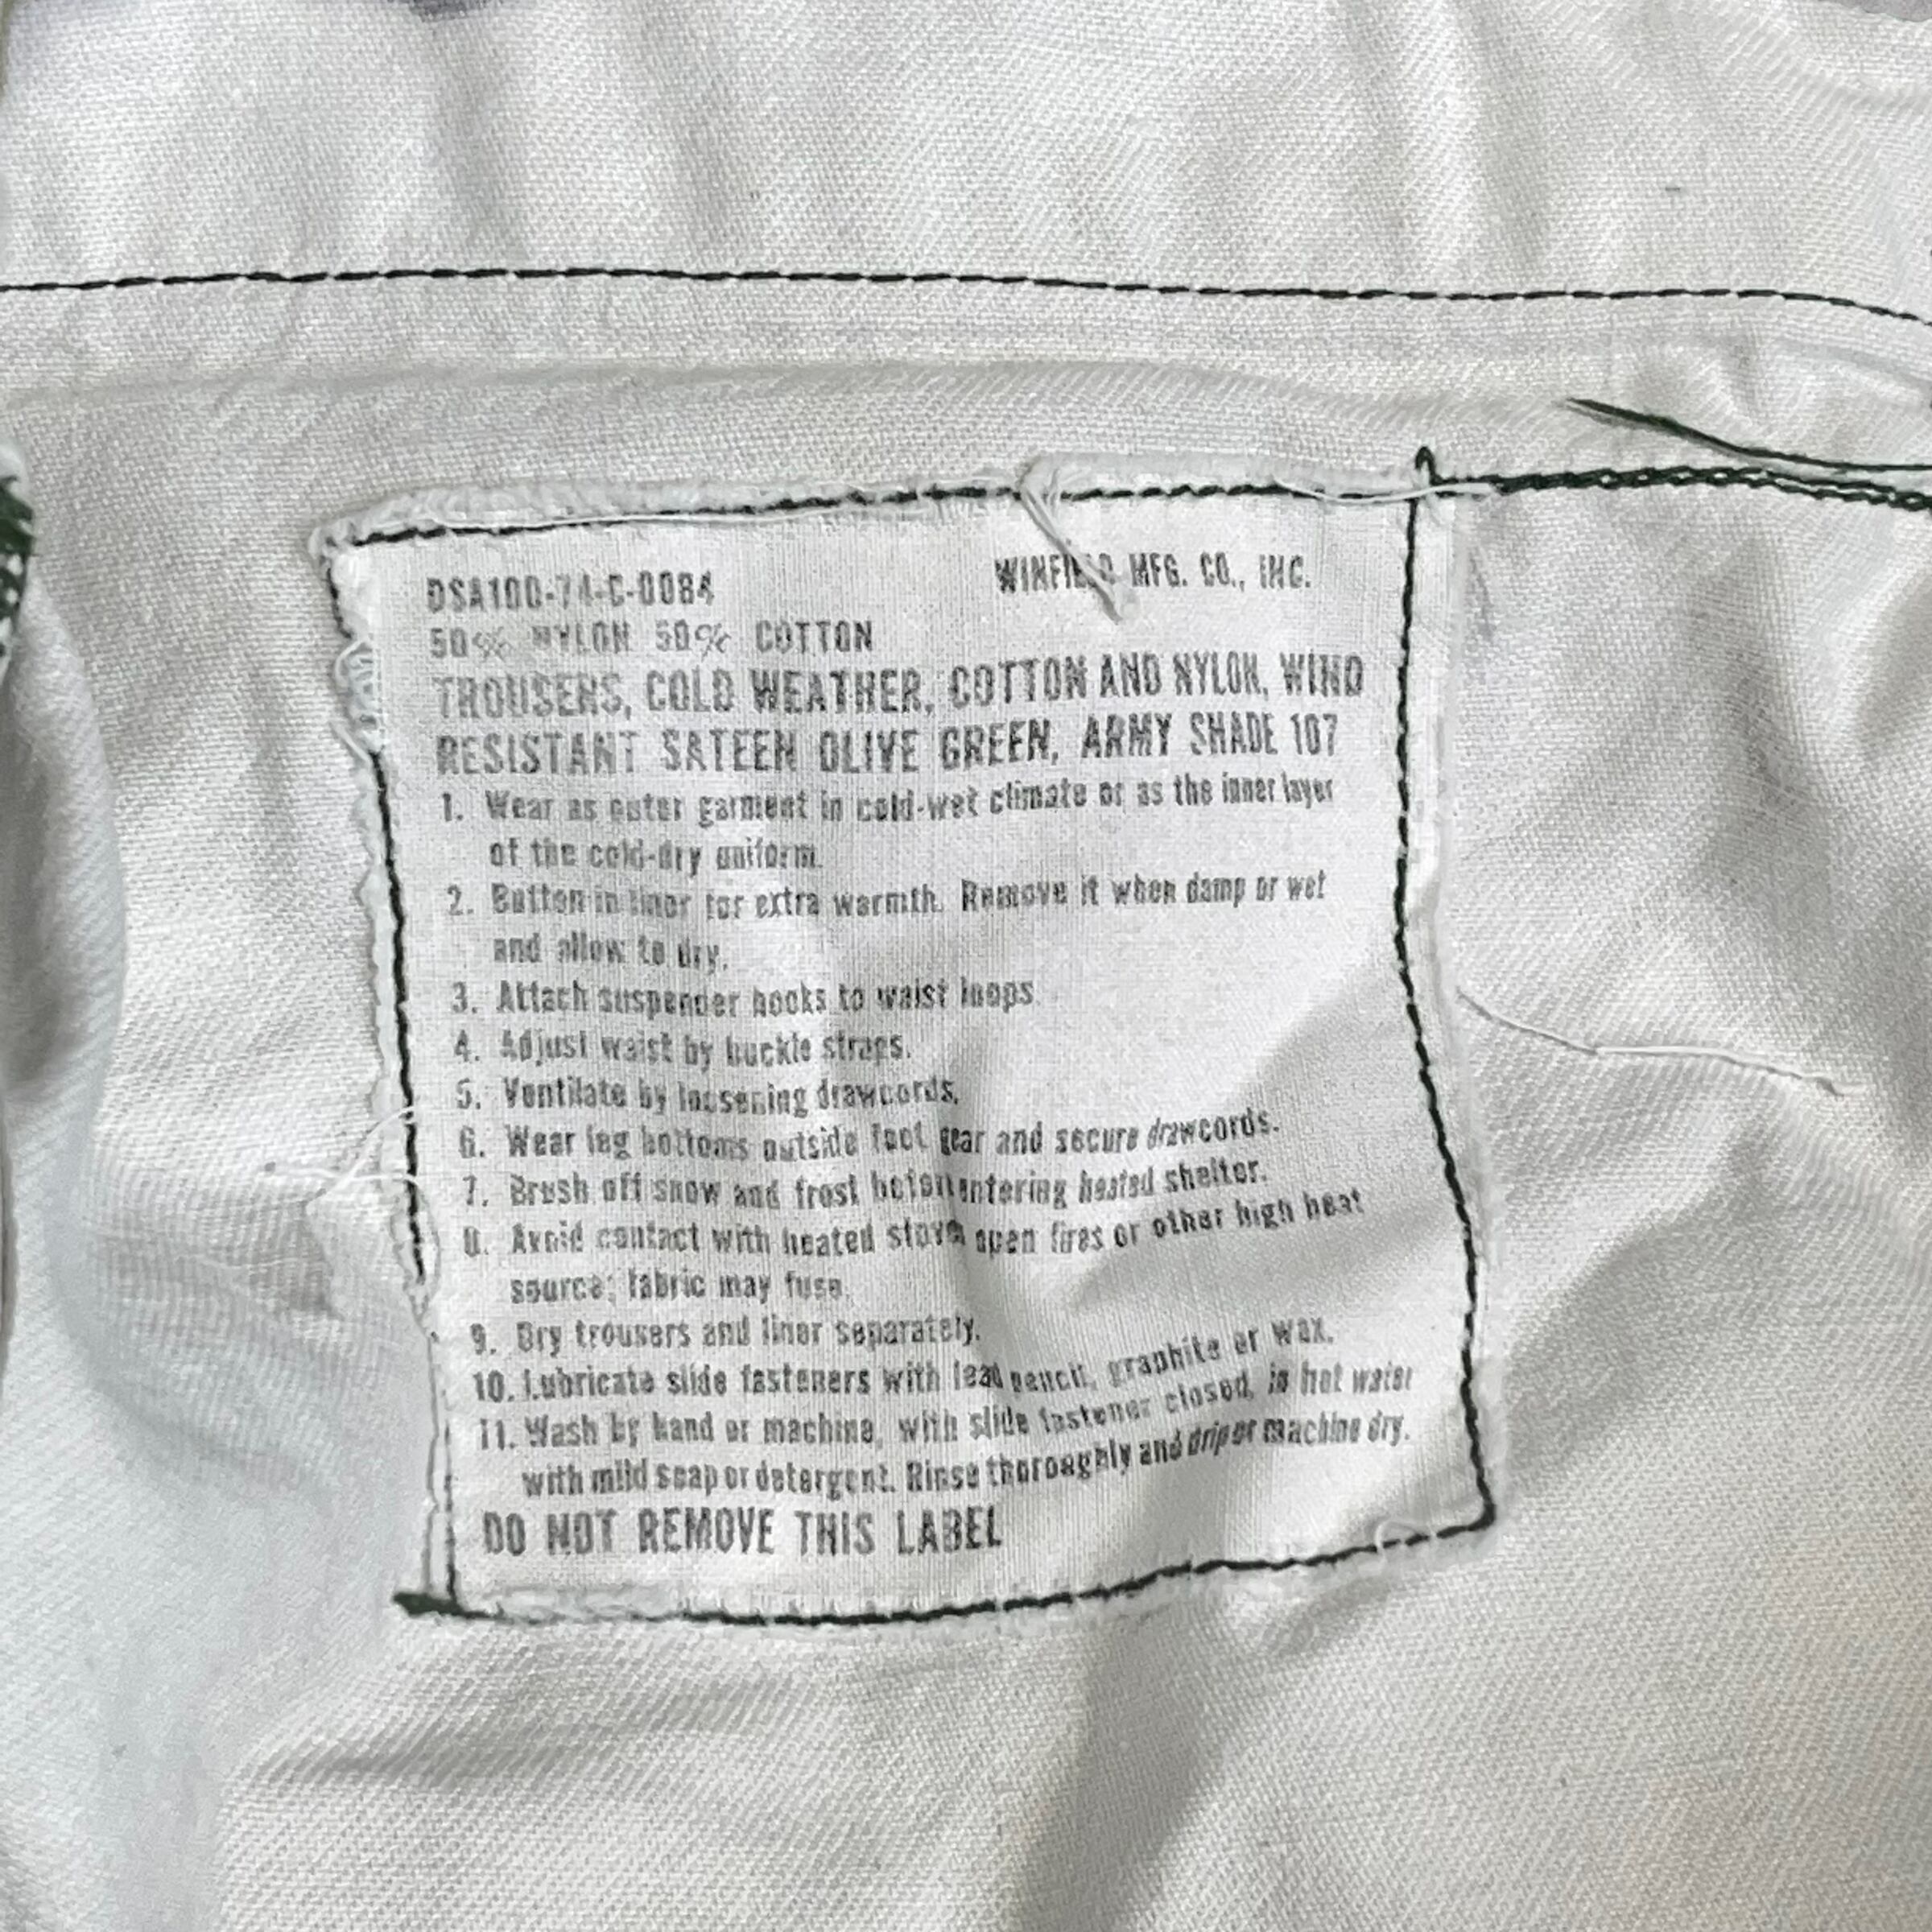 DSA100-74-C-0084 WINFIELD MFG. CO., INC.
50% NYLON 50% COTTON
TROUSERS, COLD WEATHER, COTTON AND NYLON, WIND
RESISTANT SATEEN OLIVE GREEN, ARMY SHADE 107
1. Wear as outer garment in cold-wet climate or as the inner layer
of the cold-dry uniform.
2. Button in liner for extra warmth. Remove it when damp or wet
and allow to dry.
3. Attach suspender hooks to waist loops
4. Adjust waist by buckle straps.
5. Ventilate by loosening drawcords.
6. Wear leg bottoms outside foot gear and secure drawcords.
7. Brush off snow and frost before entering heated shelter.
8. Avoid contact with heated stove open fires or other high heat
source; fabric may fuse.
9. Dry trousers and liner separately.
10. Lubricate slide fasteners with lead pencil, graphite or wax.
11. Wash by hand or machine, with slide fastener closed, in hot water
with mild soap or detergent. Rinse thoroughly and drip or machine dry.
DO NOT REMOVE THIS LABEL